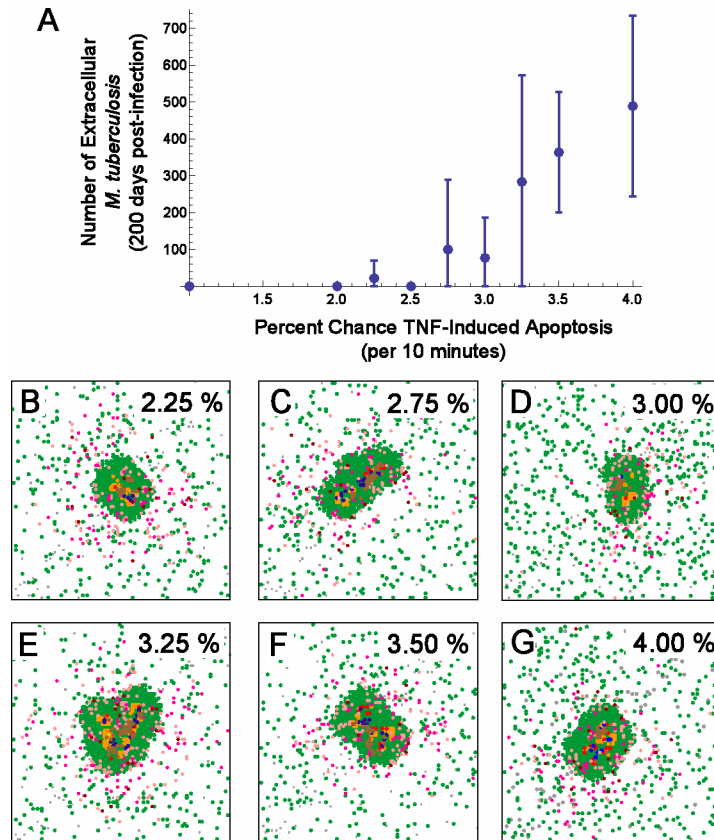 A
Number of Extracellular
M. tuberculosis
(200 days post-infection)
700
600
500
400
300
200
100
1.5
2.0
2.5
3.0
3.5
4.0
Percent Chance TNF-Induced Apoptosis
(per 10 minutes)
B
2.25 %
C
2.75 %
D
3.00 %
E
3.25 %
F
3.50 %
G
4.00 %